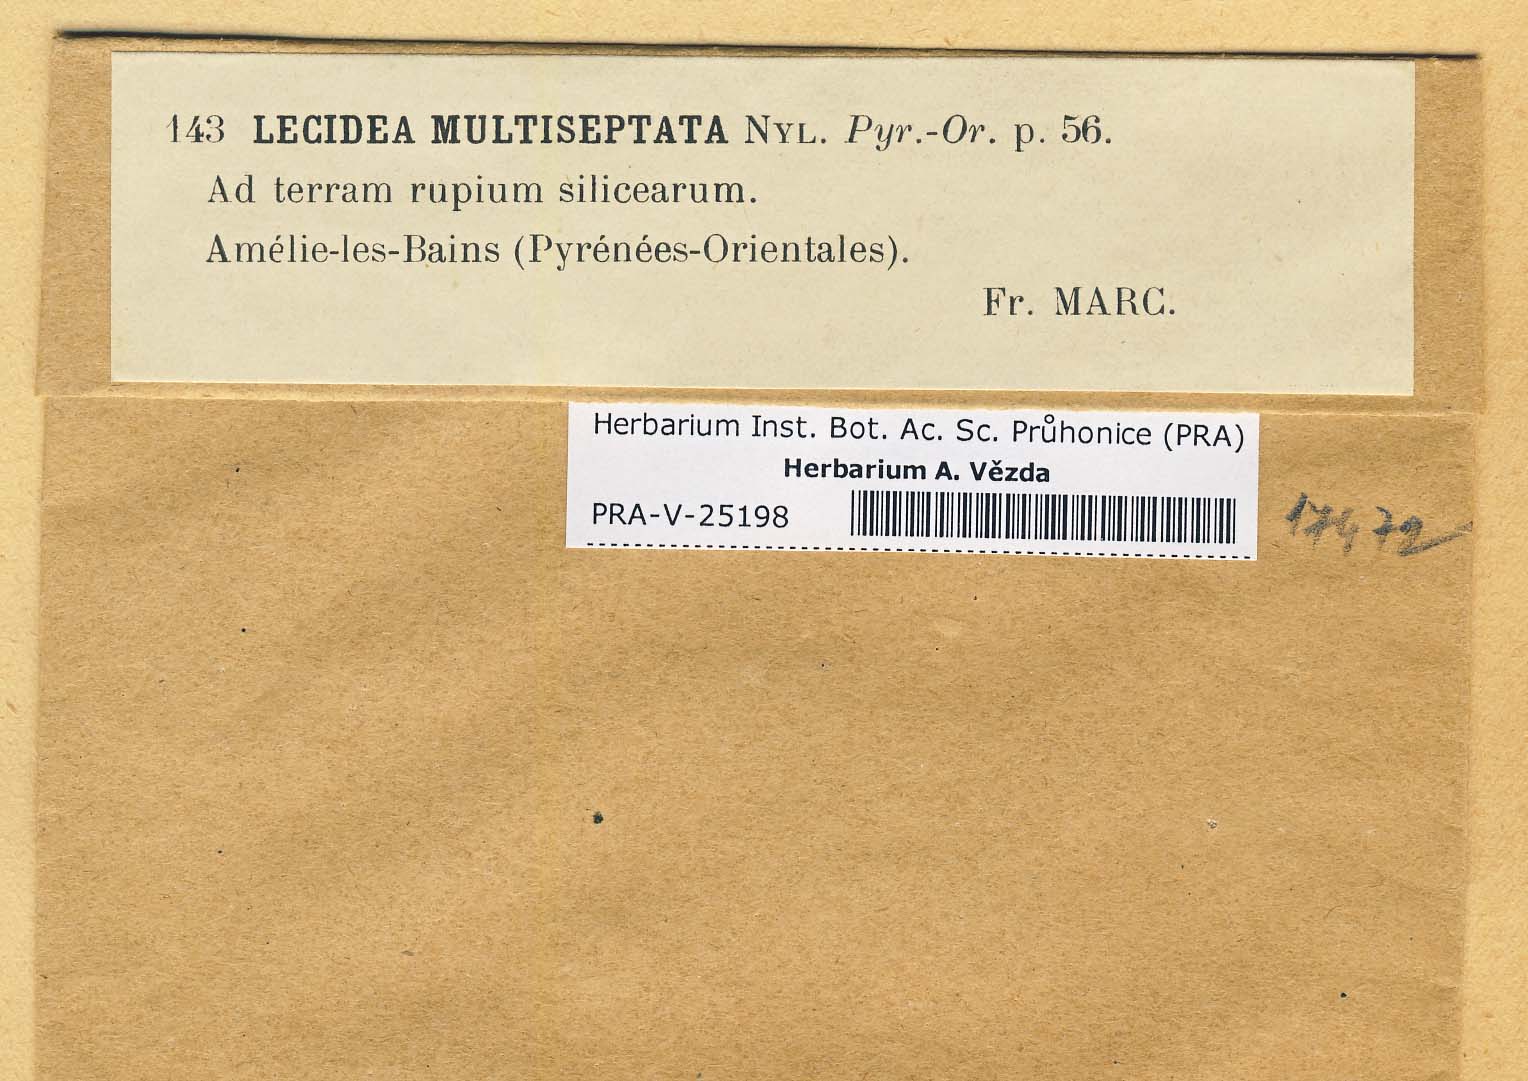 143 LECIDEA MULTISEPTATA NYL. Pyr.-Or. p. 56.
Ad terram rupium silicearum.
Amélie-les-Bains (Pyrénées-Orientales).
Fr. MARC.
Herbarium Inst. Bot. Ac. Sc. Průhonice (PRA)
Herbarium A. Vězda
PRA-V-25198